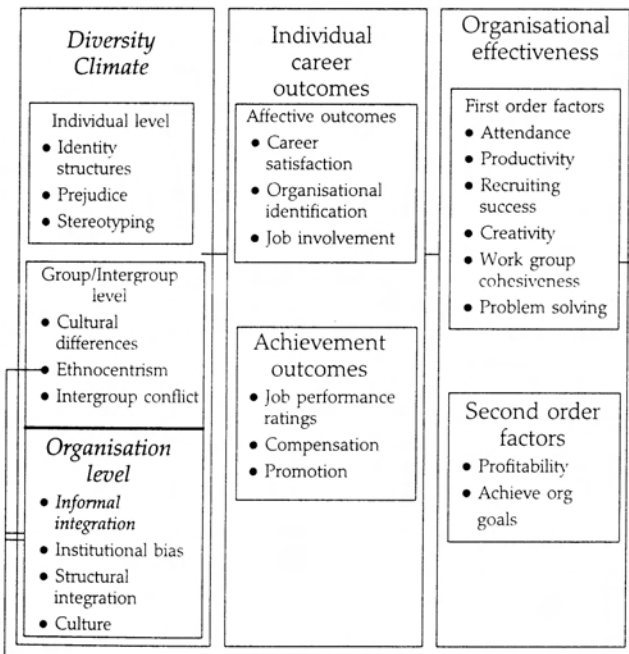 Diversity
Climate
Individual level
● Identity
structures
● Prejudice
● Stereotyping
Group/Intergroup
level
● Cultural
differences
● Ethnocentrism
● Intergroup conflict
Organisation
level
● Informal
integration
● Institutional bias
● Structural
integration
● Culture
Individual
career
outcomes
Affective outcomes
● Career
satisfaction
● Organisational
identification
● Job involvement
Achievement
outcomes
● Job performance
ratings
● Compensation
● Promotion
Organisational
effectiveness
First order factors
● Attendance
● Productivity
● Recruiting
success
● Creativity
● Work group
cohesiveness
● Problem solving
Second order
factors
● Profitability
● Achieve org
goals